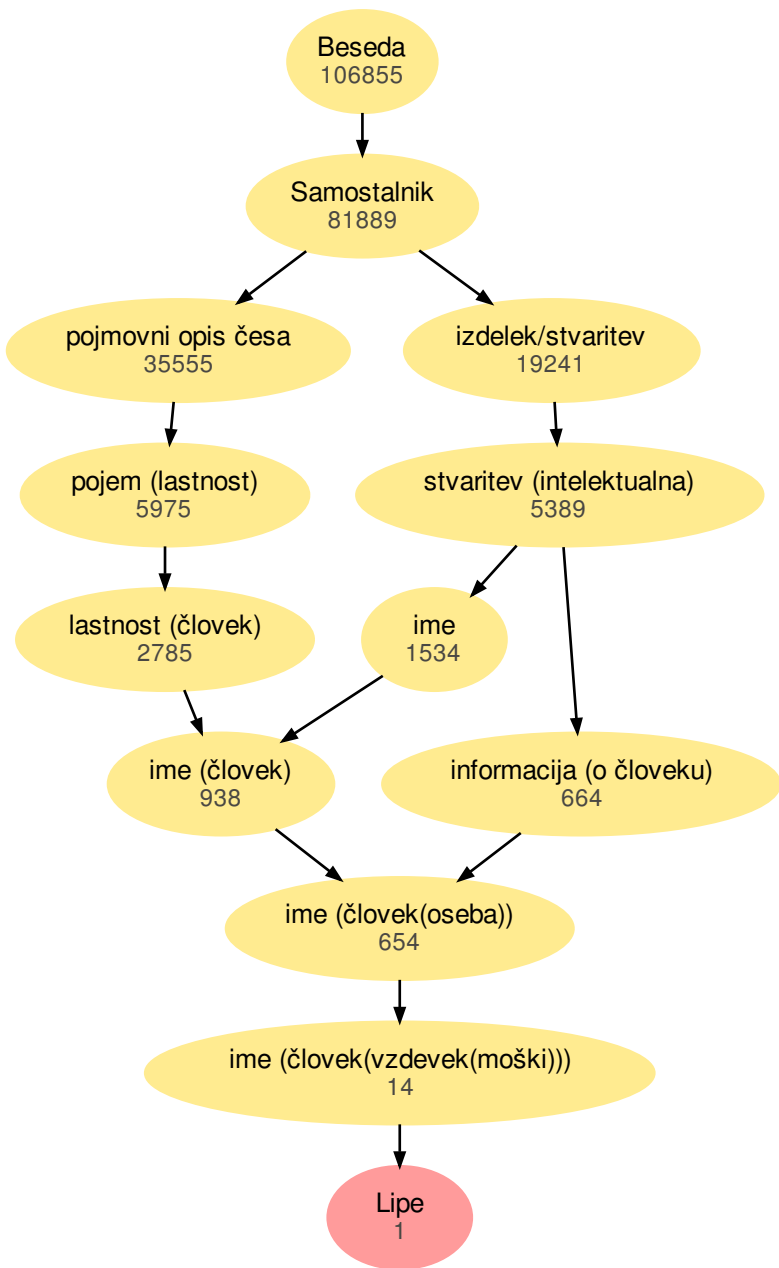 Beseda
106855
Samostalnik
81889
pojmovni opis česa
35555
izdelek/stvaritev
19241
pojem (lastnost)
5975
stvaritev (intelektualna)
5389
lastnost (človek)
2785
ime
1534
ime (človek)
938
informacija (o človeku)
664
ime (človek(oseba))
654
ime (človek(vzdevek(moški)))
14
Lipe
1